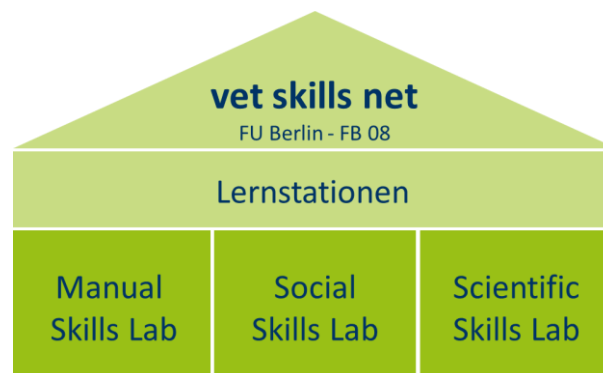 vet skills net
FU Berlin - FB 08
Lernstationen
Manual
Skills Lab
Social
Skills Lab
Scientific
Skills Lab